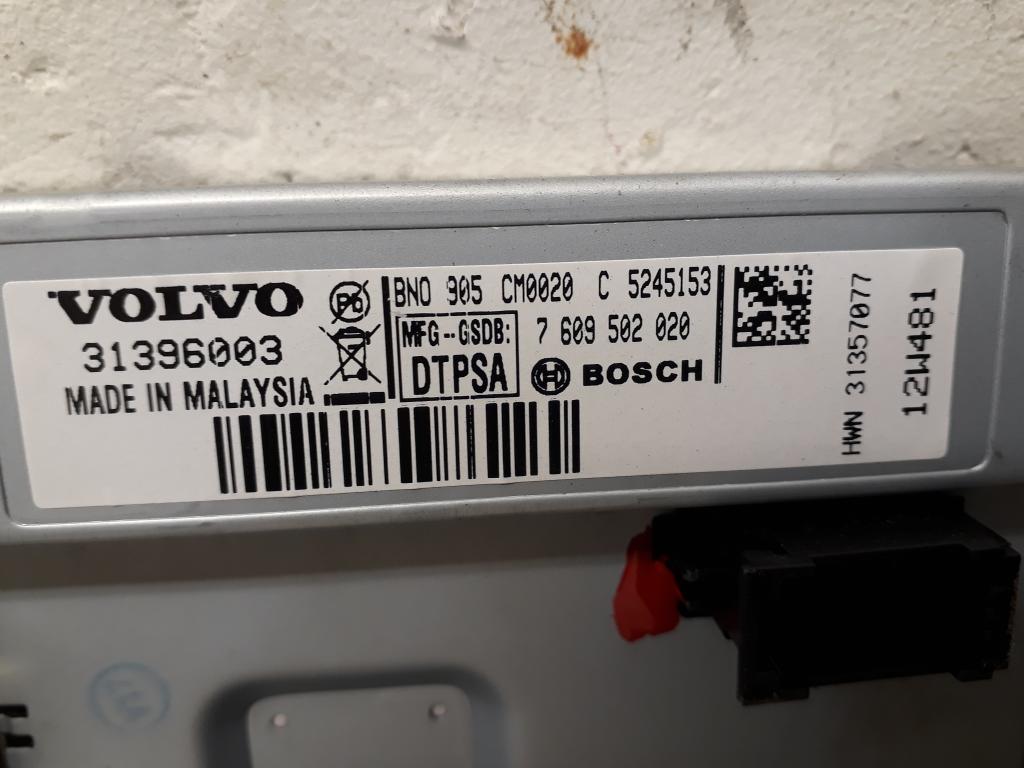 VOLVO
31396003
MADE IN MALAYSIA
Pb
BNO 905 CM0020 C 5245153
MFG--GSDB:
DTPSA
7 609 502 020
BOSCH
HWN 31357077
12W481